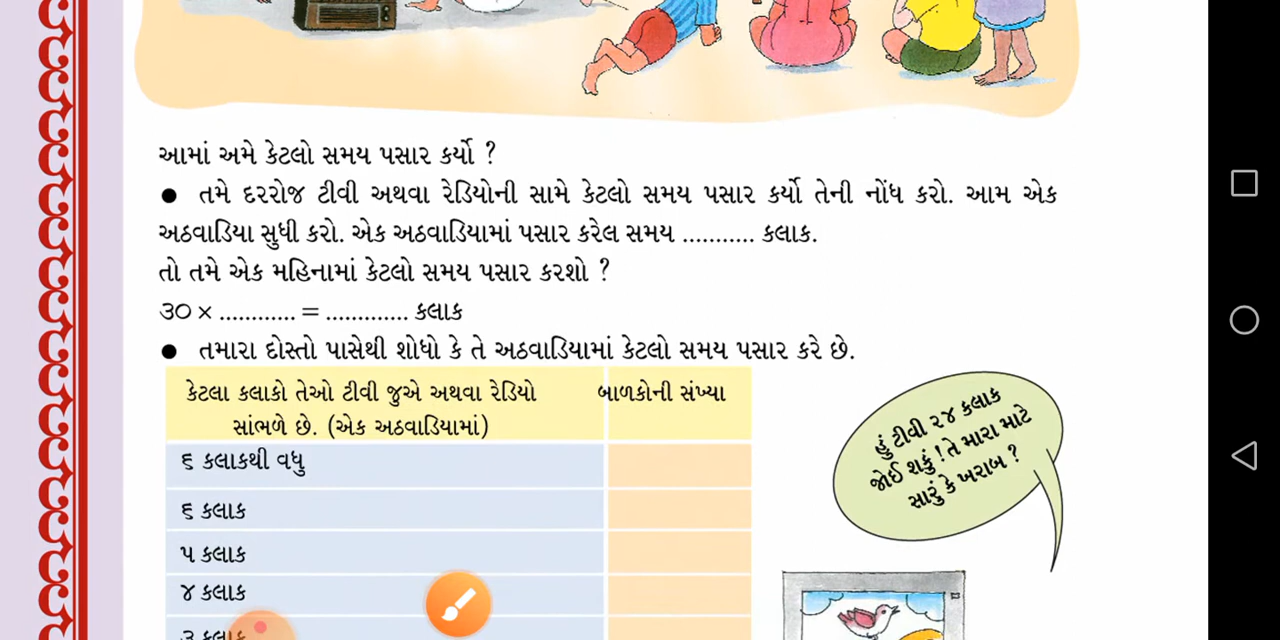 આમાં અમે કેટલો સમય પસાર કર્યો ?
● તમે દરરોજ ટીવી અથવા રેડિયોની સામે કેટલો સમય પસાર કર્યો તેની નોંધ કરો. આમ એક
અઠવાડિયા સુધી કરો. એક અઠવાડિયામાં પસાર કરેલ સમય ........... કલાક.
તો તમે એક મહિનામાં કેટલો સમય પસાર કરશો ?
૩૦ × ............ = ............. કલાક
● તમારા દોસ્તો પાસેથી શોધો કે તે અઠવાડિયામાં કેટલો સમય પસાર કરે છે.
કેટલા કલાકો તેઓ ટીવી જુએ અથવા રેડિયો
સાંભળે છે. (એક અઠવાડિયામાં)
બાળકોની સંખ્યા
૬ કલાકથી વધુ
૬ કલાક
૫ કલાક
૪ કલાક
૩ કલાક
હું ટીવી ૨૪ કલાક
જોઈ શકું ! તે મારા માટે
સારું કે ખરાબ ?